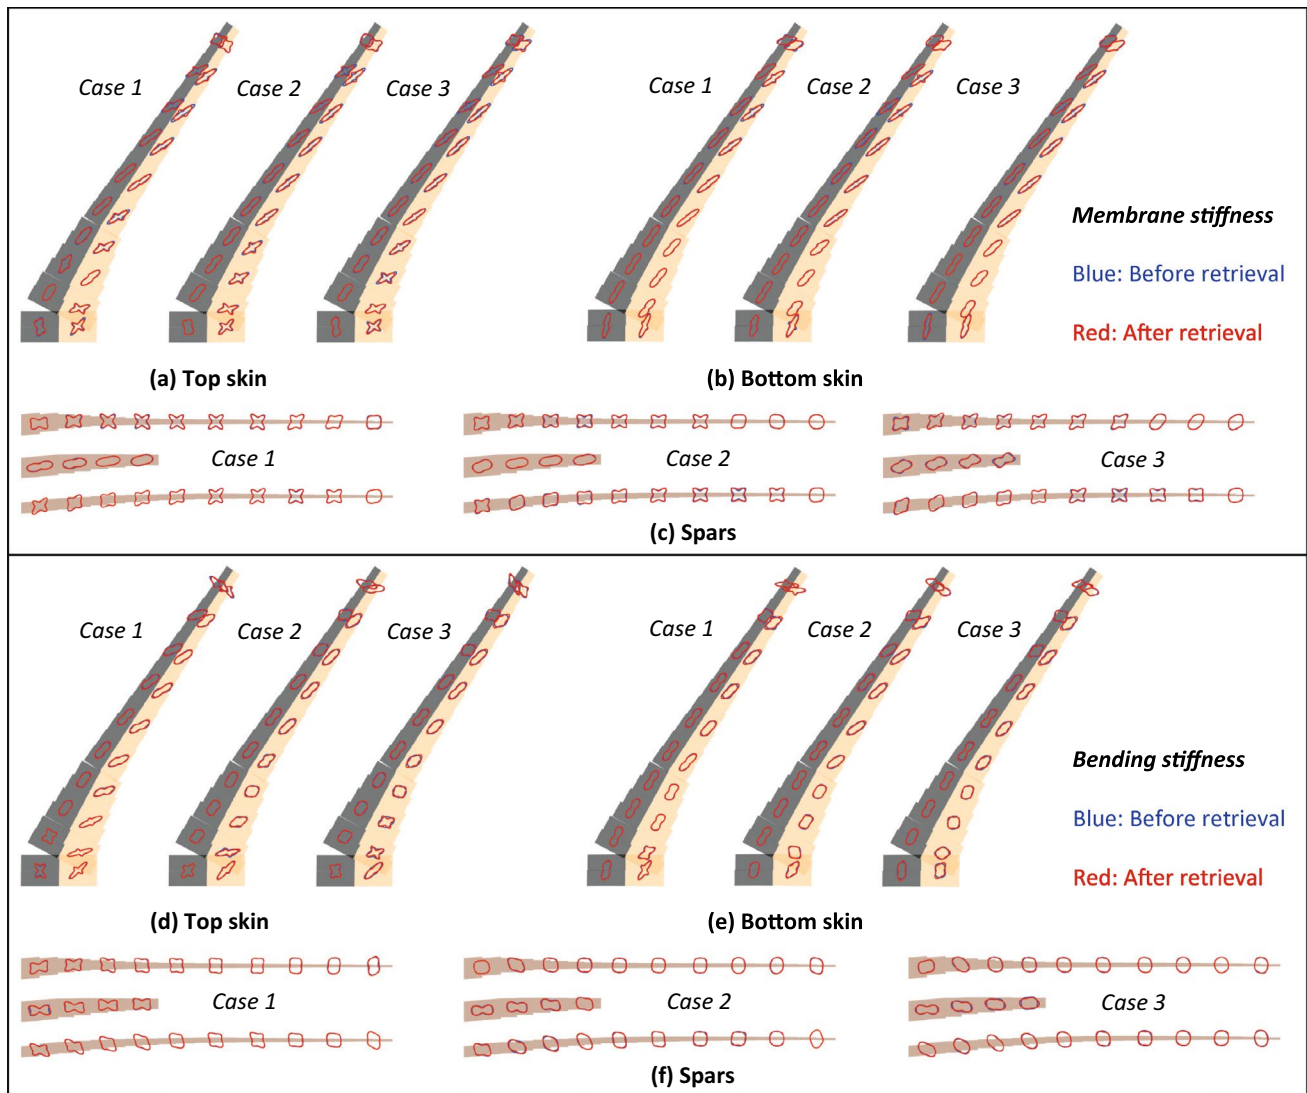 Case 1
Case 2
Case 3
Case 1
Case 2
Case 3
Membrane stiffness
Blue: Before retrieval
Red: After retrieval
(a) Top skin
(b) Bottom skin
Case 1
Case 2
Case 3
(c) Spars
Case 1
Case 2
Case 3
Case 1
Case 2
Case 3
Bending stiffness
Blue: Before retrieval
Red: After retrieval
(d) Top skin
(e) Bottom skin
Case 1
Case 2
Case 3
(f) Spars